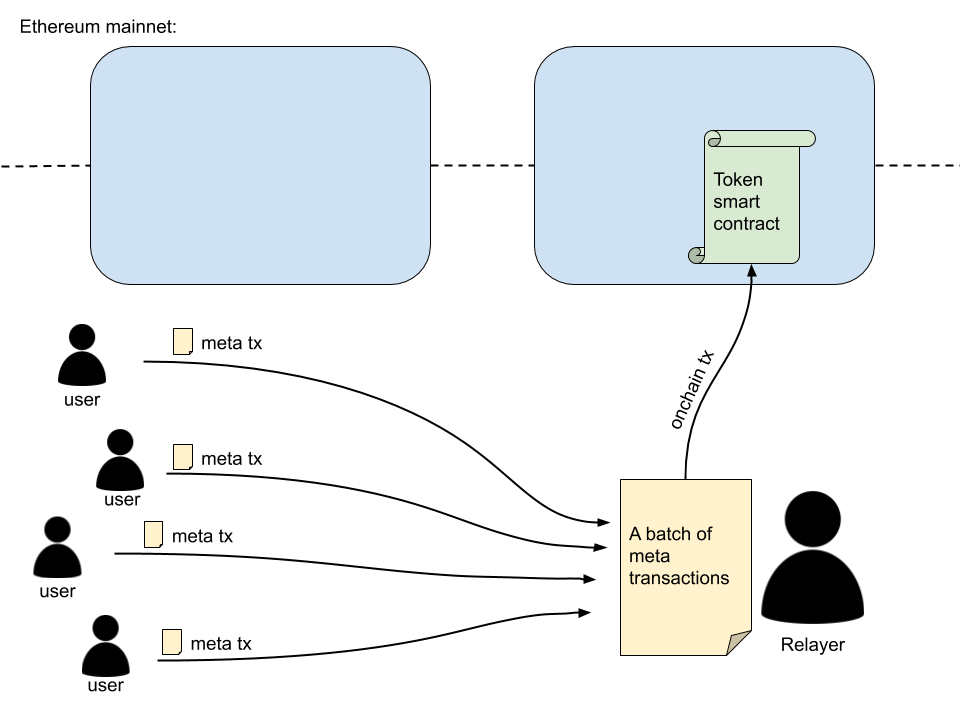 Ethereum mainnet:
Token
smart
contract
onchain tx
meta tx
user
meta tx
user
meta tx
user
meta tx
user
A batch of
meta
transactions
Relayer